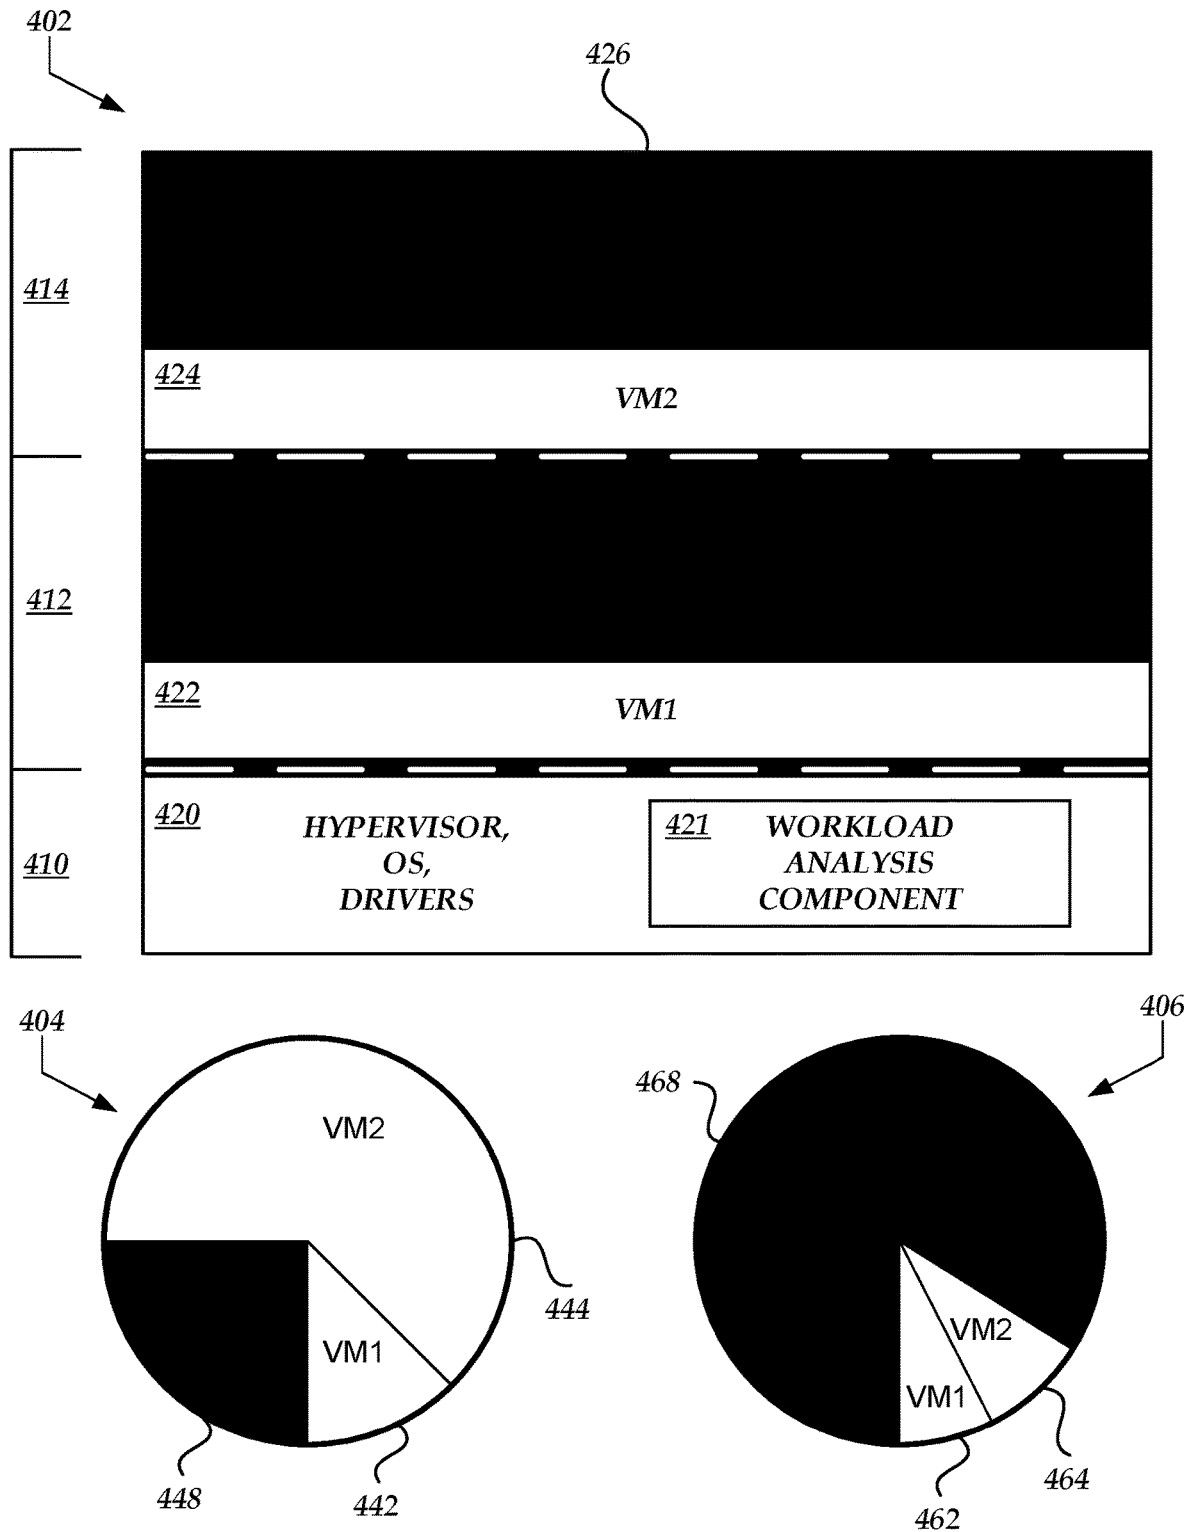 402
426
414
424
VM2
412
422
VM1
420
HYPERVISOR,
OS,
DRIVERS
421
WORKLOAD
ANALYSIS
COMPONENT
410
404
406
468
VM2
444
VM1
VM2
VM1
448
442
462
464